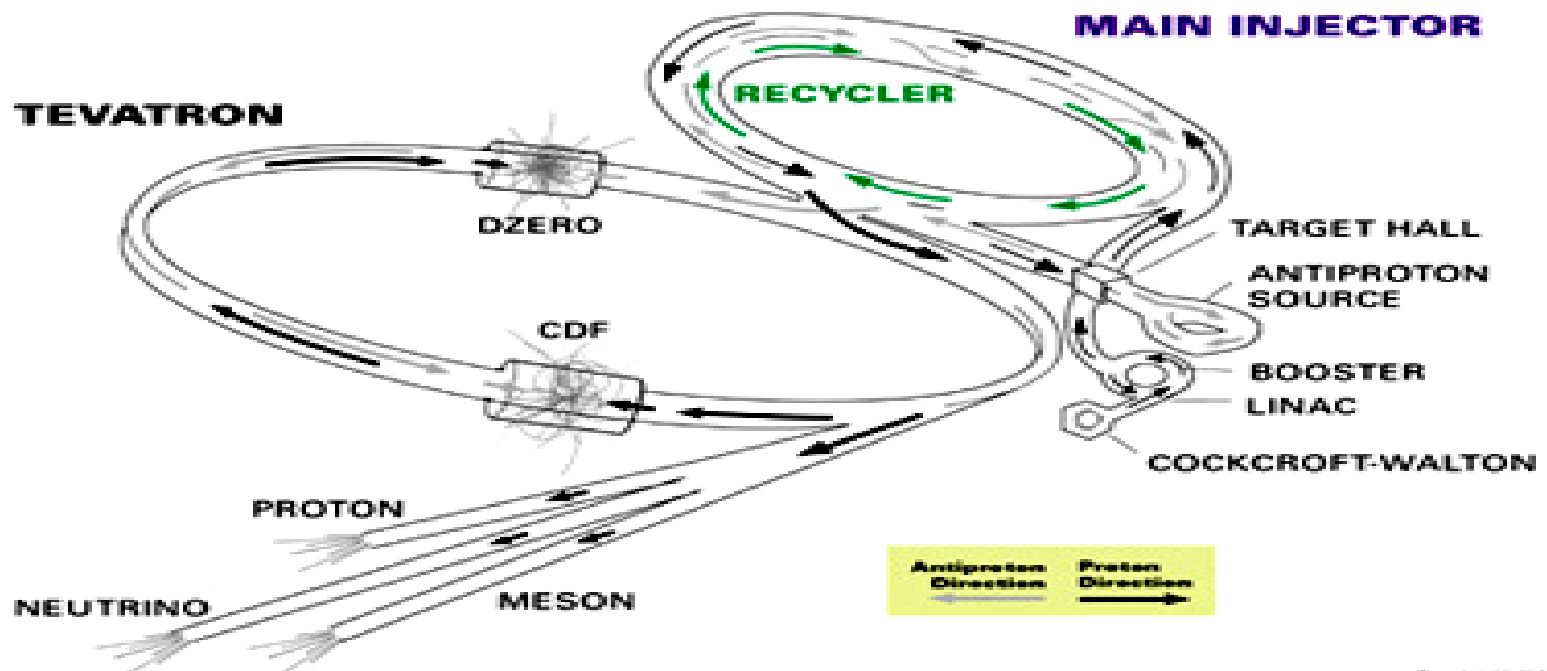 MAIN INJECTOR
RECYCLER
TEVATRON
DZERO
TARGET HALL
ANTIPROTON
SOURCE
CDF
BOOSTER
LINAC
COCKCROFT-WALTON
PROTON
Antiproton Proton
Direction Direction
NEUTRINO
MESON